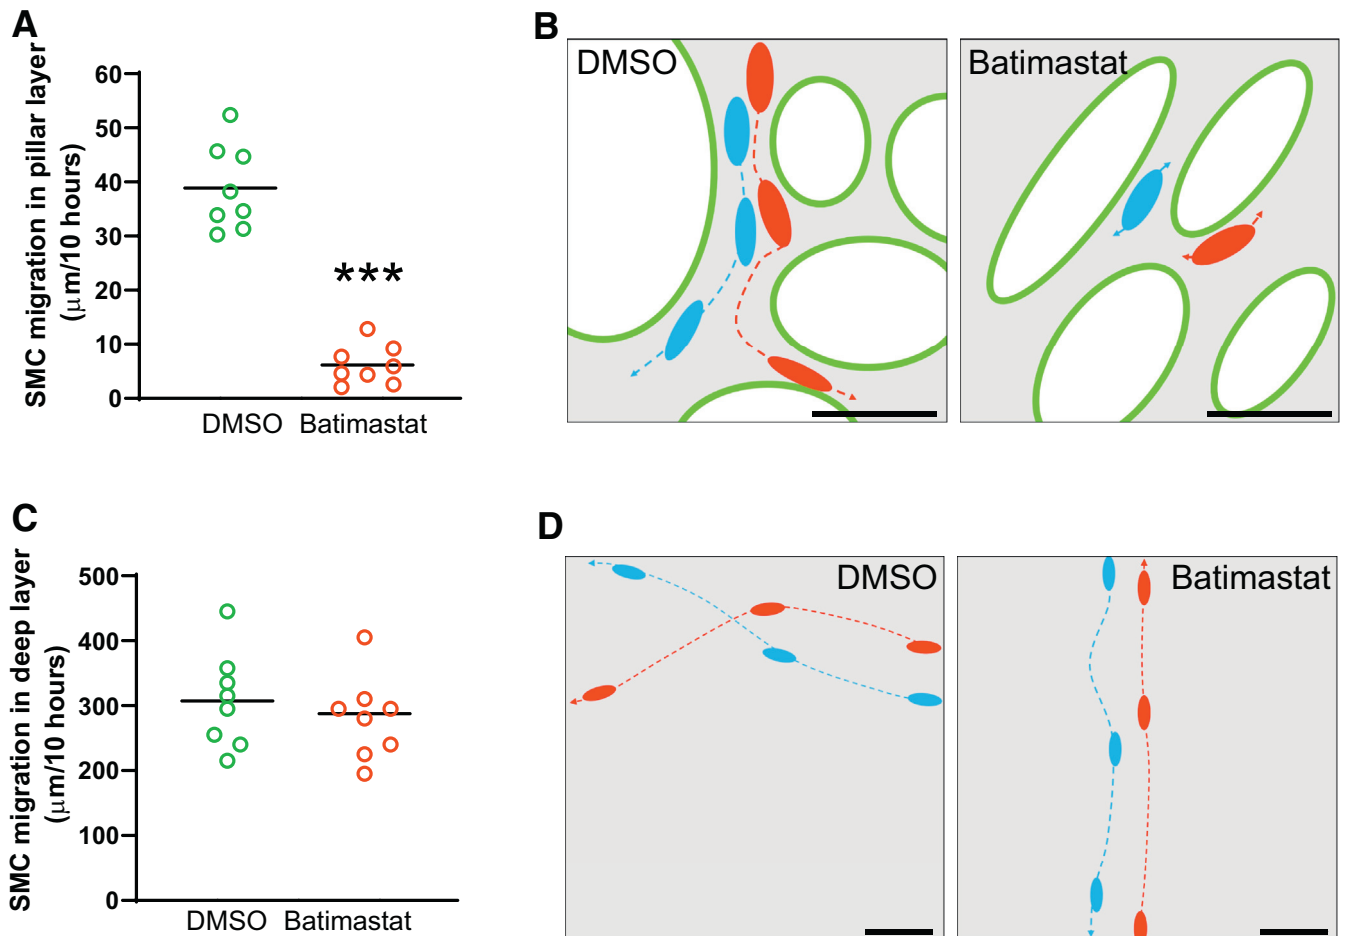 A
SMC migration in pillar layer
(μm/10 hours)
60
50
40
30
20
10
0
***
DMSO
Batimastat
B
DMSO
Batimastat
C
SMC migration in deep layer
(μm/10 hours)
500
400
300
200
100
0
DMSO
Batimastat
D
DMSO
Batimastat